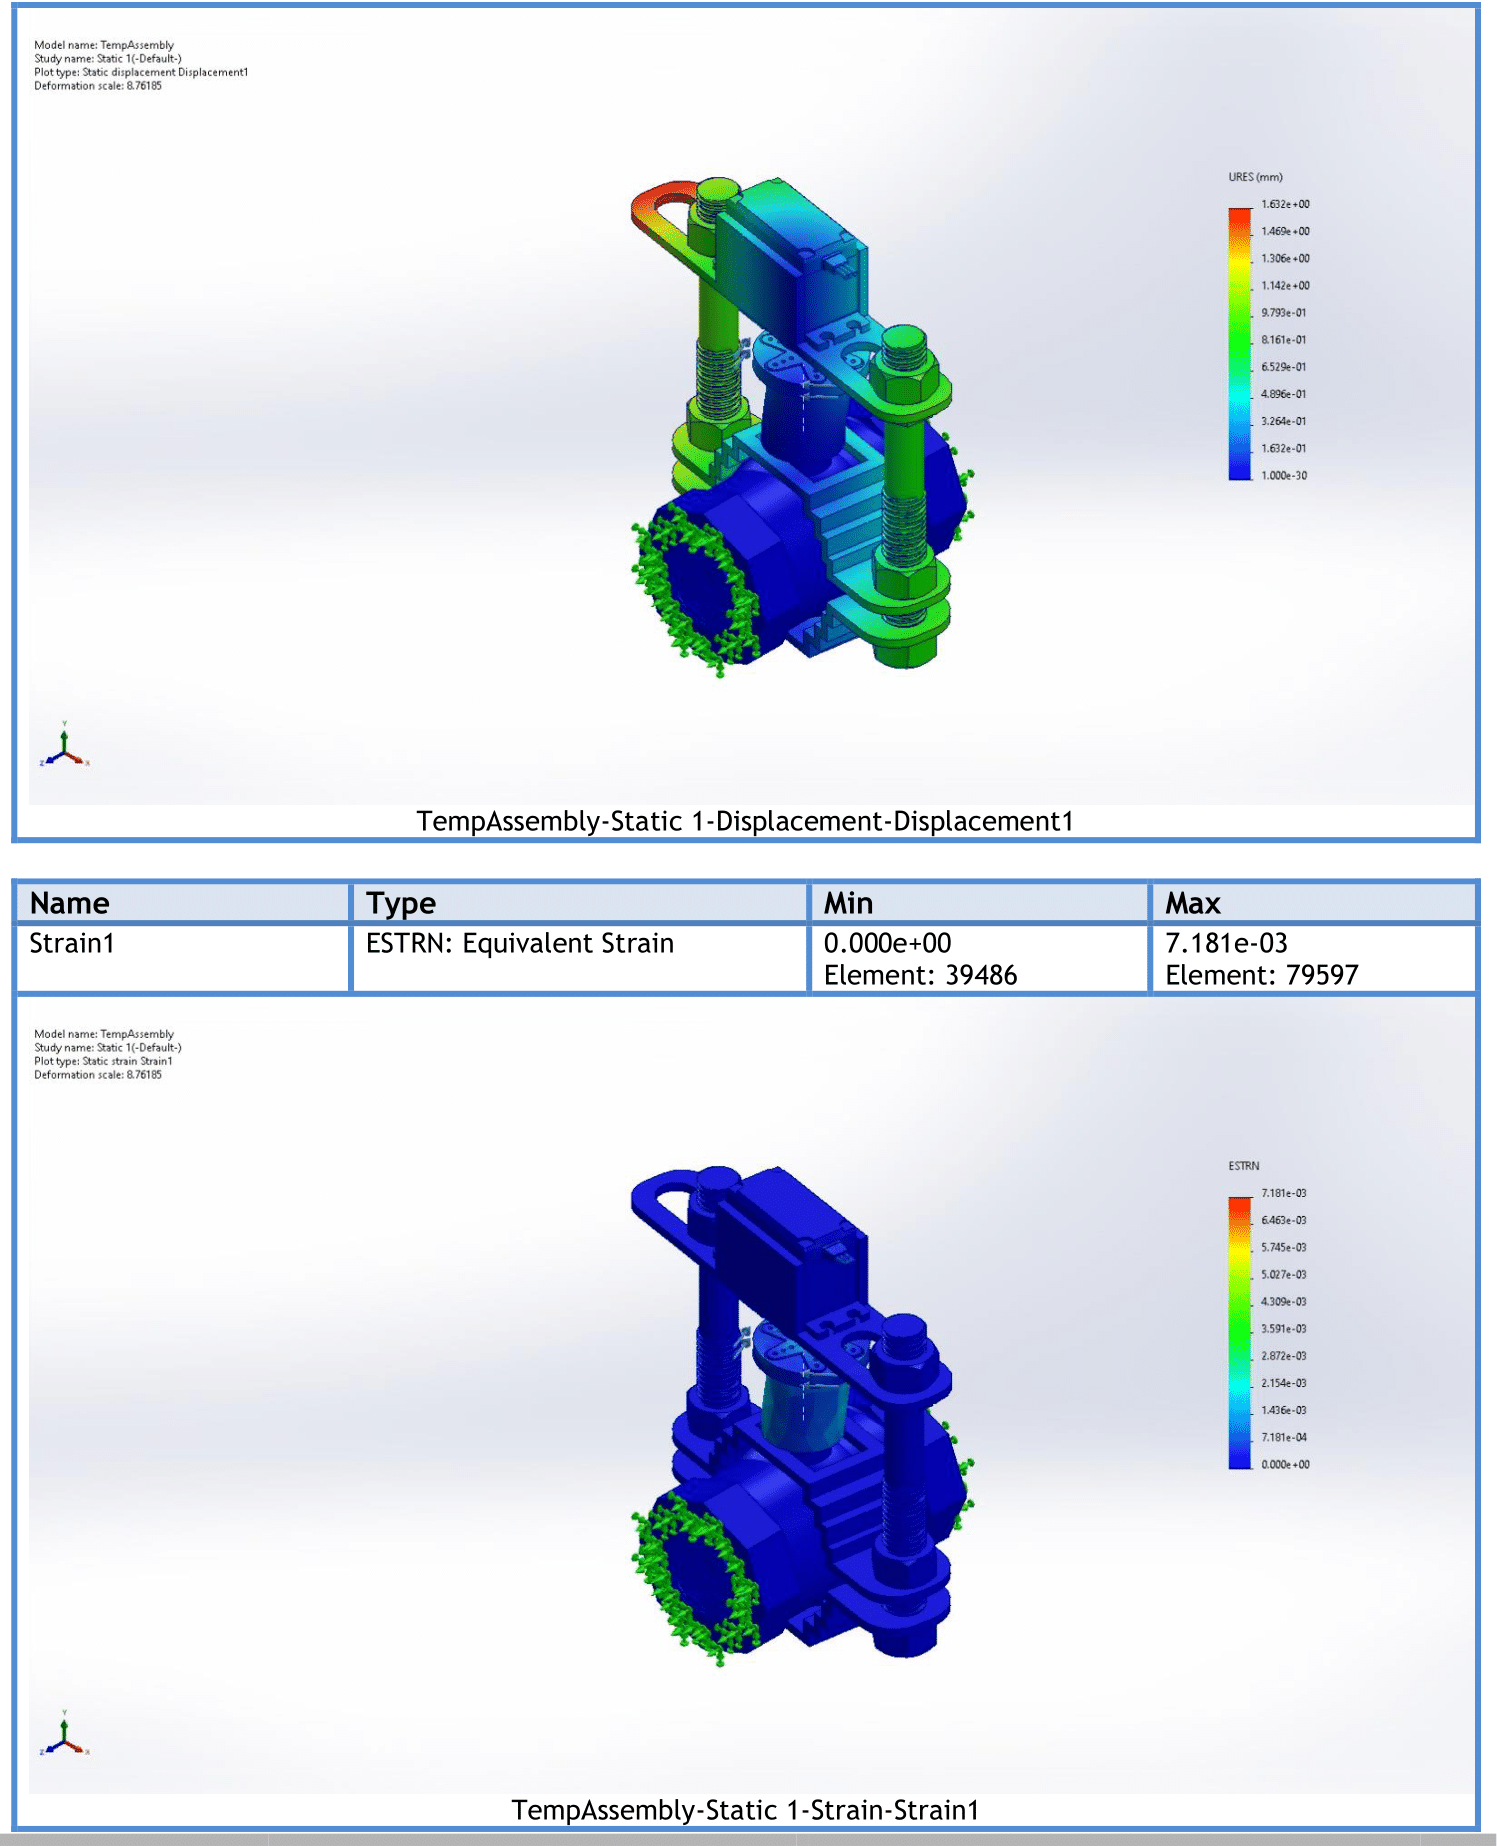 Model name: TempAssembly
Study name: Static 1(-Default-)
Plot type: Static displacement Displacement1
Deformation scale: 8.76185
URES (mm)
1.632e+00
1.469e+00
1.306e+00
1.142e+00
9.793e-01
8.161e-01
6.529e-01
4.896e-01
3.264e-01
1.632e-01
1.000e-30
Y
Z
X
TempAssembly-Static 1-Displacement-Displacement1
Name Type Min Max
Strain1 ESTRN: Equivalent Strain 0.000e+00 7.181e-03
Element: 39486 Element: 79597
Model name: TempAssembly
Study name: Static 1(-Default-)
Plot type: Static strain Strain1
Deformation scale: 8.76185
ESTRN
7.181e-03
6.463e-03
5.745e-03
5.027e-03
4.309e-03
3.591e-03
2.872e-03
2.154e-03
1.436e-03
7.181e-04
0.000e+00
Y
Z
X
TempAssembly-Static 1-Strain-Strain1